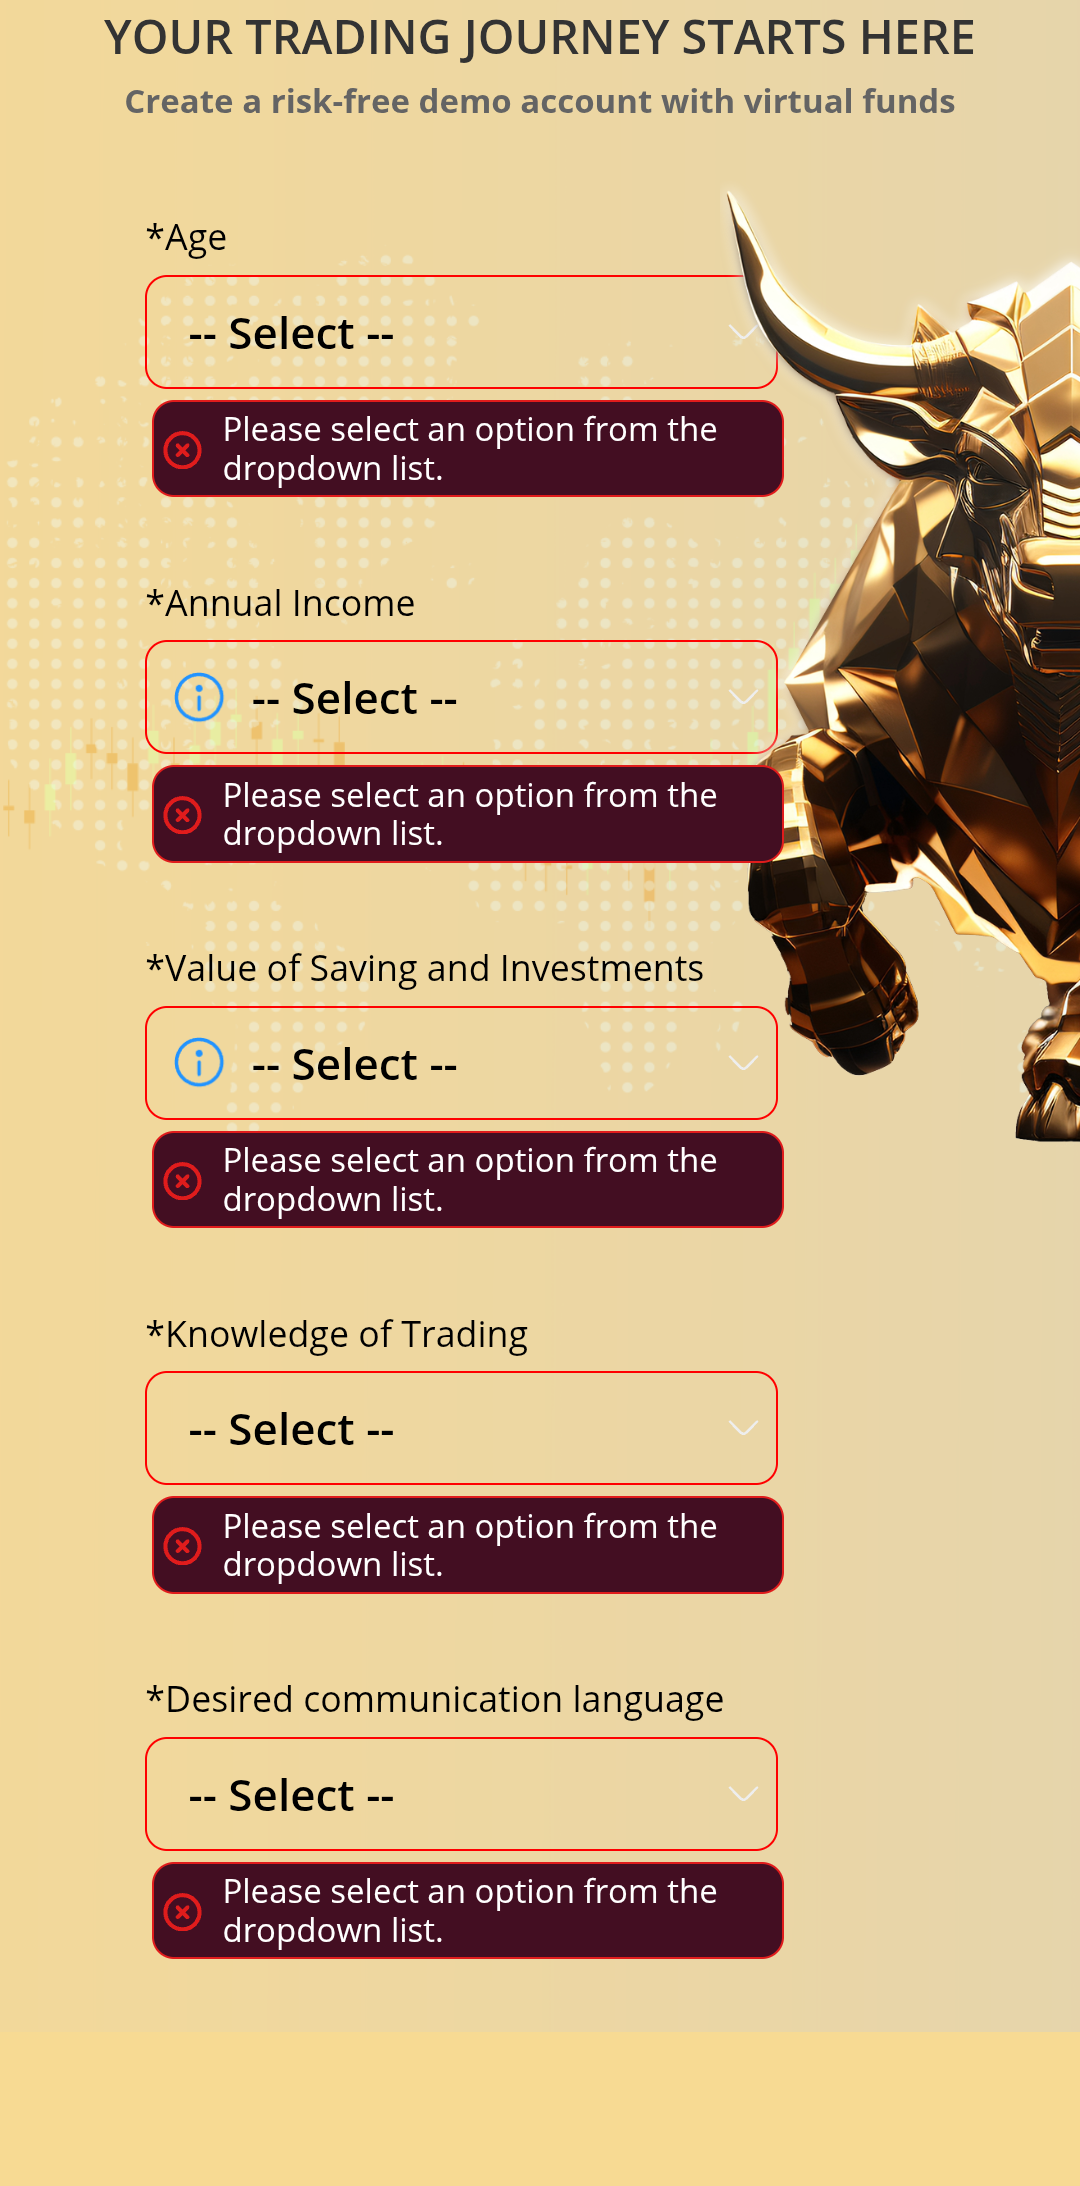 YOUR TRADING JOURNEY STARTS HERE
Create a risk-free demo account with virtual funds
*Age
-- Select --
Please select an option from the
dropdown list.
*Annual Income
-- Select --
Please select an option from the
dropdown list.
*Value of Saving and Investments
-- Select --
Please select an option from the
dropdown list.
*Knowledge of Trading
-- Select --
Please select an option from the
dropdown list.
*Desired communication language
-- Select --
Please select an option from the
dropdown list.